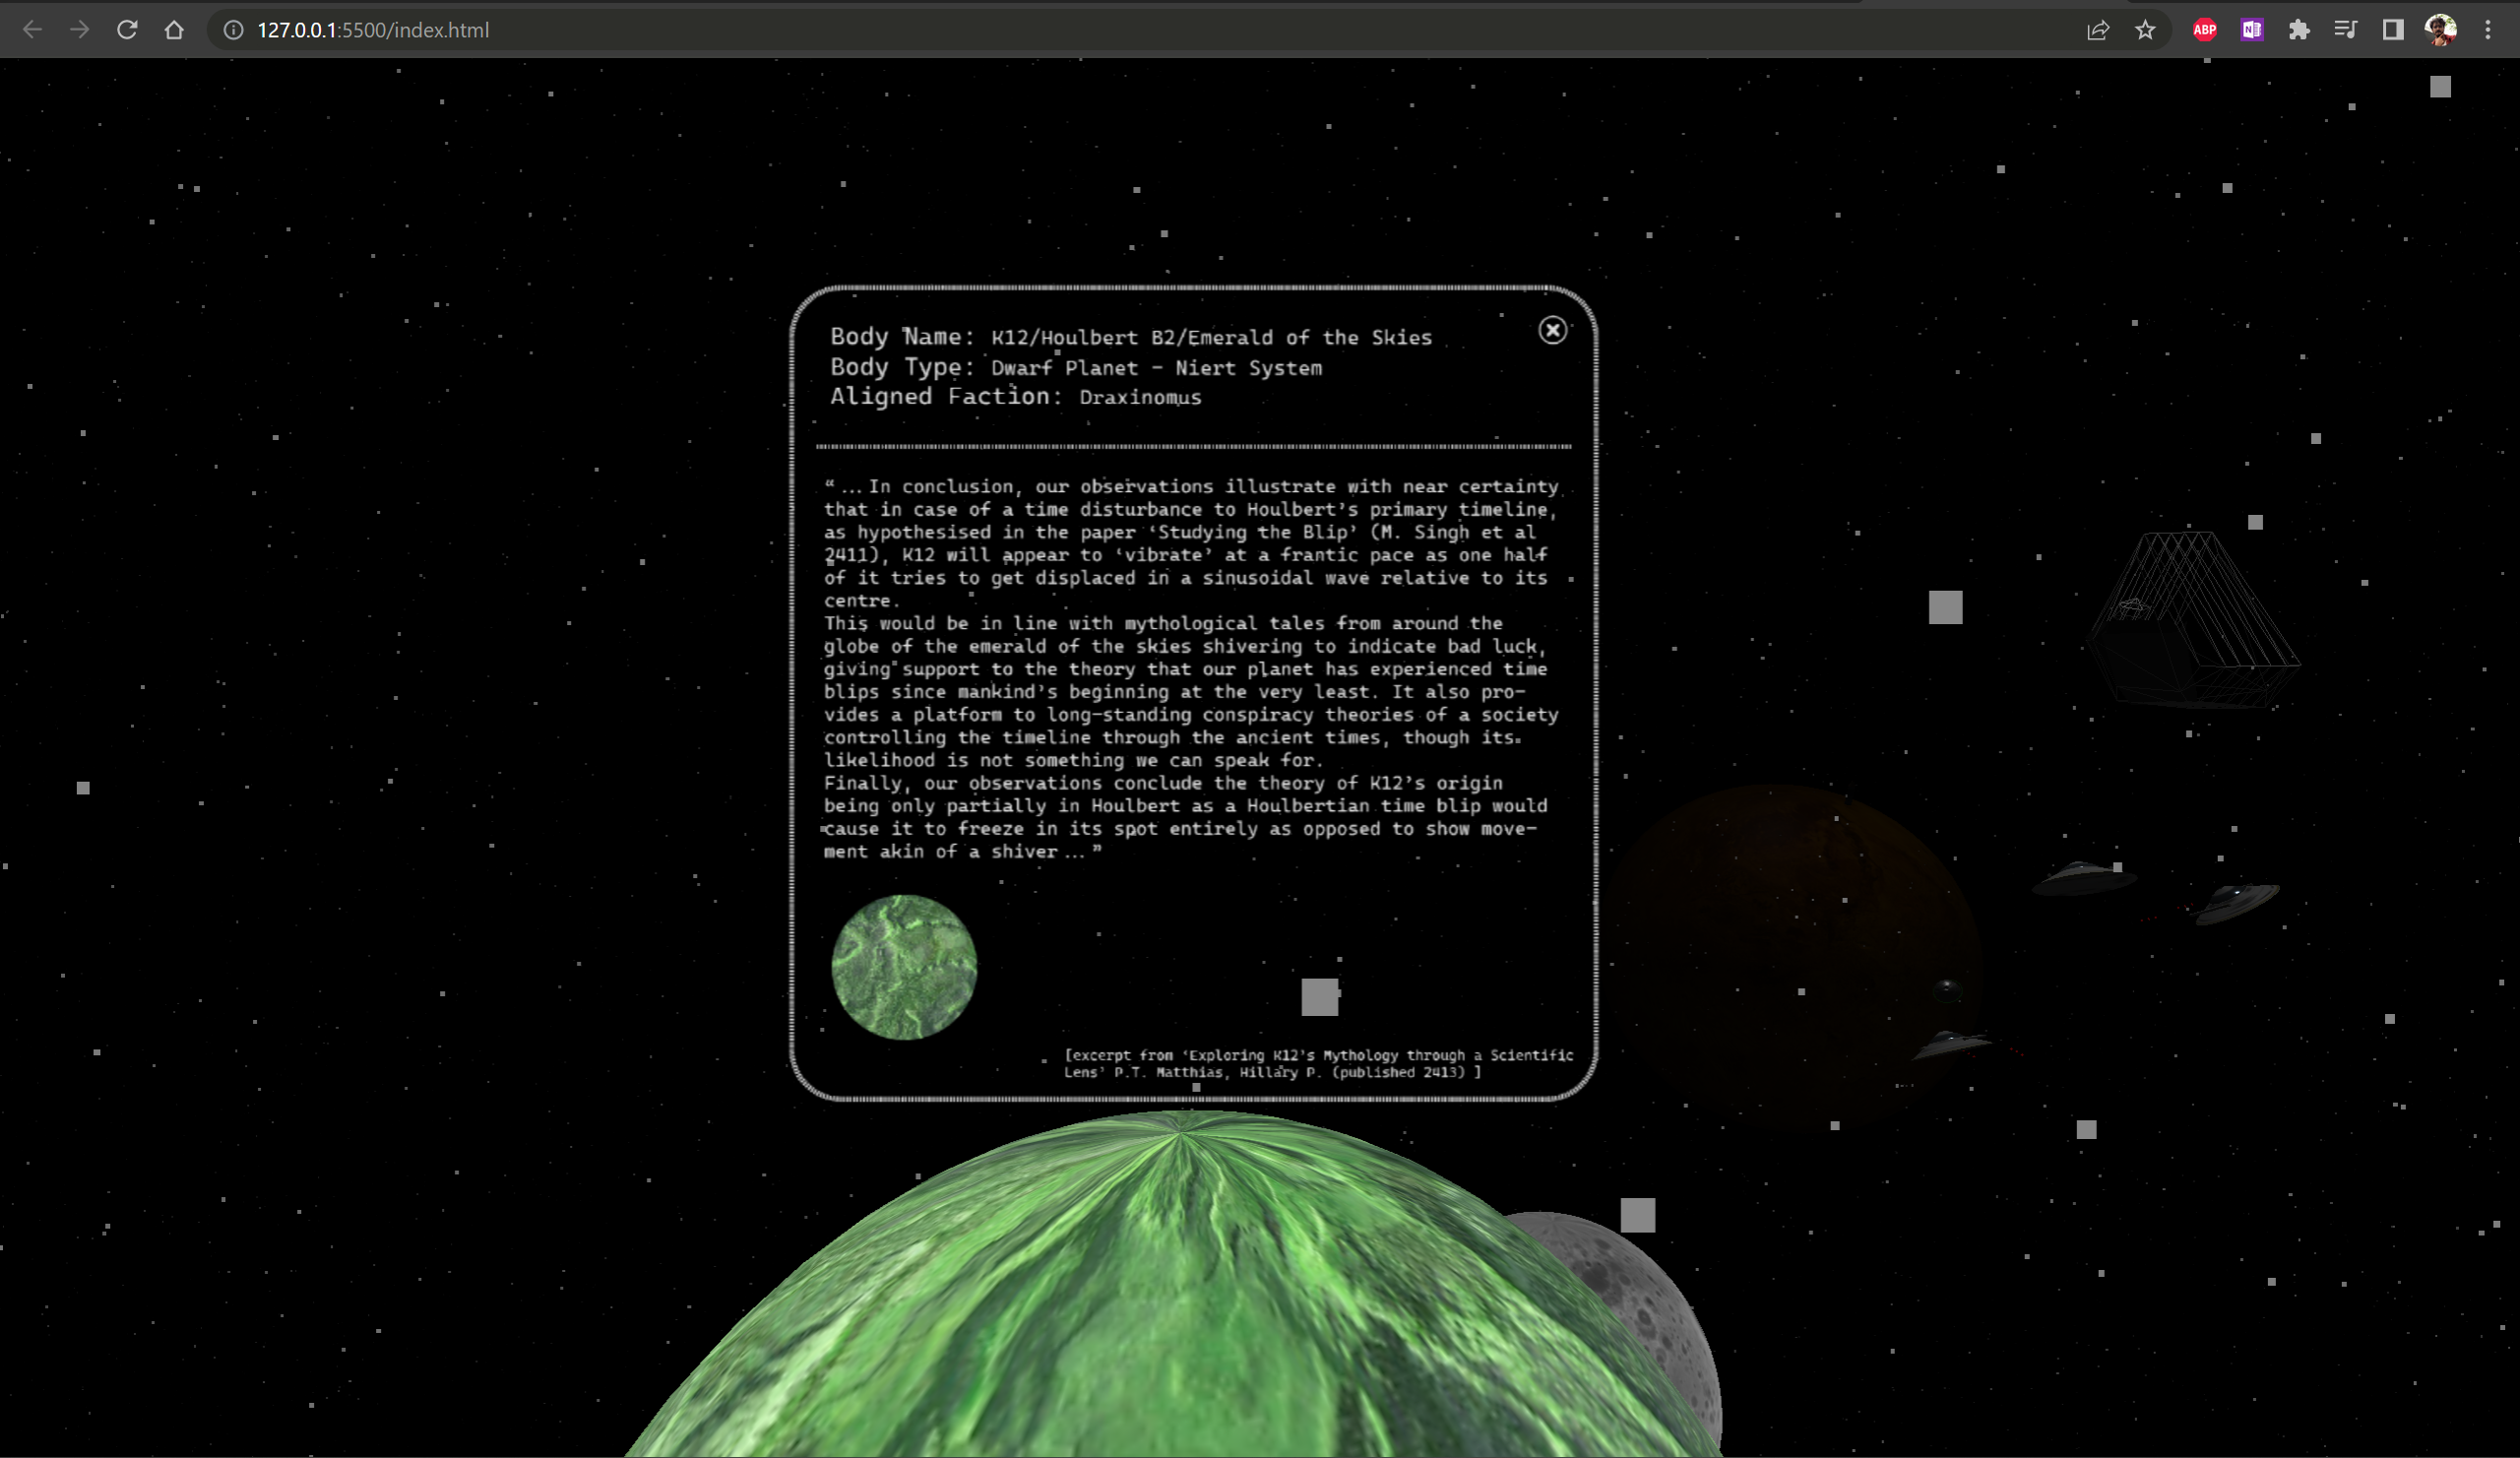 127.0.0.1:5500/index.html
ABP
N
Body Name: K12/Houlbert B2/Emerald of the Skies
Body Type: Dwarf Planet - Niert System
Aligned Faction: Draxinomus
“ ... In conclusion, our observations illustrate with near certainty
that in case of a time disturbance to Houlbert’s primary timeline,
as hypothesised in the paper ‘Studying the Blip’ (M. Singh et al
2411), K12 will appear to ‘vibrate’ at a frantic pace as one half
of it tries to get displaced in a sinusoidal wave relative to its
centre.
This would be in line with mythological tales from around the
globe of the emerald of the skies shivering to indicate bad luck,
giving support to the theory that our planet has experienced time
blips since mankind’s beginning at the very least. It also pro-
vides a platform to long-standing conspiracy theories of a society
controlling the timeline through the ancient times, though its
likelihood is not something we can speak for.
Finally, our observations conclude the theory of K12’s origin
being only partially in Houlbert as a Houlbertian time blip would
cause it to freeze in its spot entirely as opposed to show move-
ment akin of a shiver ... ”
[excerpt from ‘Exploring K12’s Mythology through a Scientific
Lens’ P.T. Matthias, Hillary P. (published 2413) ]